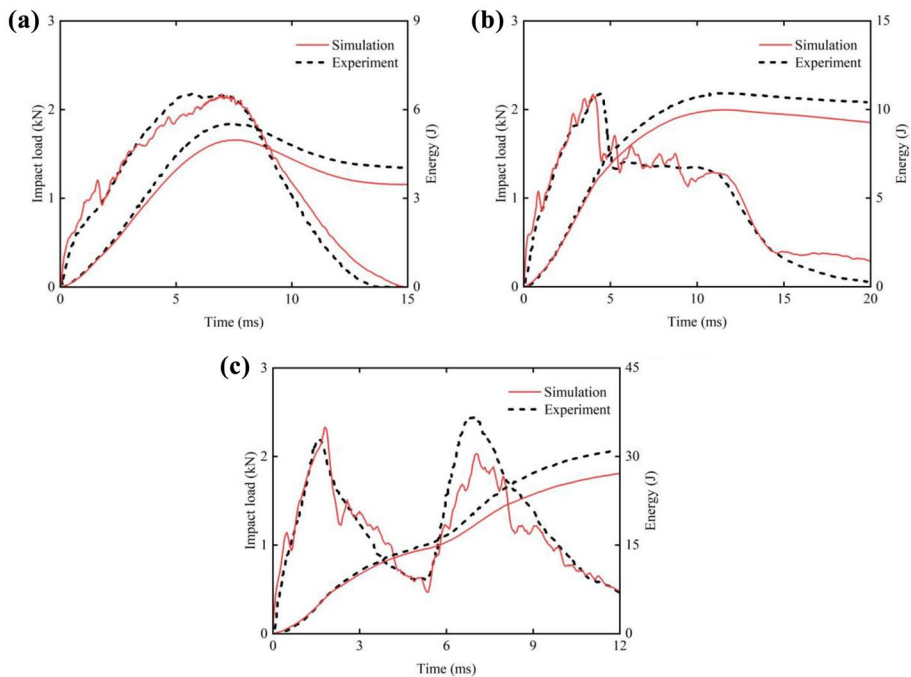 (a)
3
2
1
0
Impact load (kN)
0
5
10
15
Time (ms)
9
6
3
0
Energy (J)
Simulation
Experiment
(b)
3
2
1
0
Impact load (kN)
0
5
10
15
20
Time (ms)
15
10
5
0
Energy (J)
Simulation
Experiment
(c)
3
2
1
0
Impact load (kN)
0
3
6
9
12
Time (ms)
45
30
15
0
Energy (J)
Simulation
Experiment